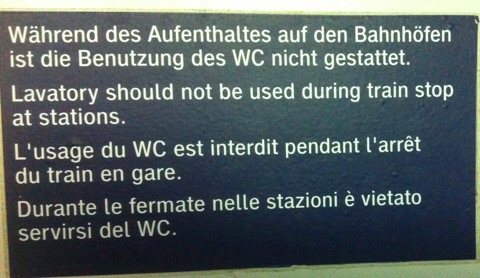 Während des Aufenthaltes auf den Bahnhöfen
ist die Benutzung des WC nicht gestattet.
Lavatory should not be used during train stop
at stations.
L'usage du WC est interdit pendant l'arrêt
du train en gare.
Durante le fermate nelle stazioni è vietato
servirsi del WC.